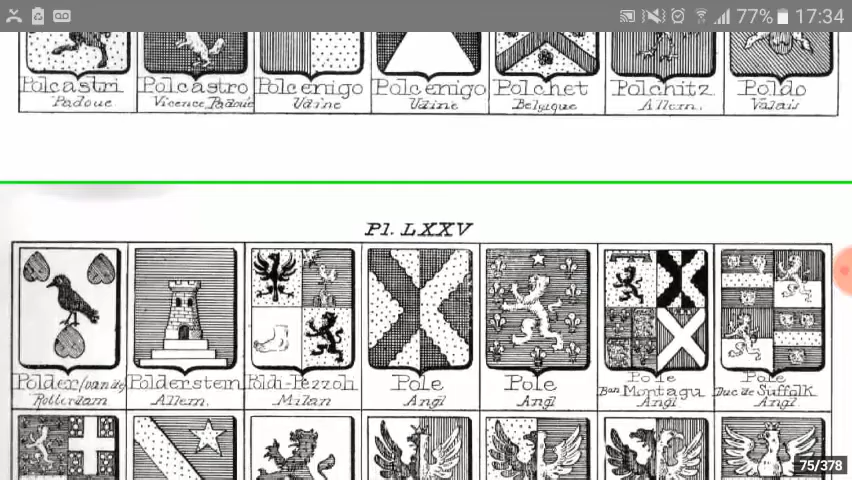 77% 17:34
Polcastri Polcastro Polcenigo Polcenigo Polchet Polchitz Poldo
Padoue. Vicence, Padoue Udine Udine Belgique Allem. Valais
Pl. LXXV
Polder (van de) Polderstem Poldi-Pezzoli Pole Pole Pole Pole
Bon Montagu Duc de Suffolk
Rotterdam Allem. Milan Angl Angl Angl Angl.
75/378